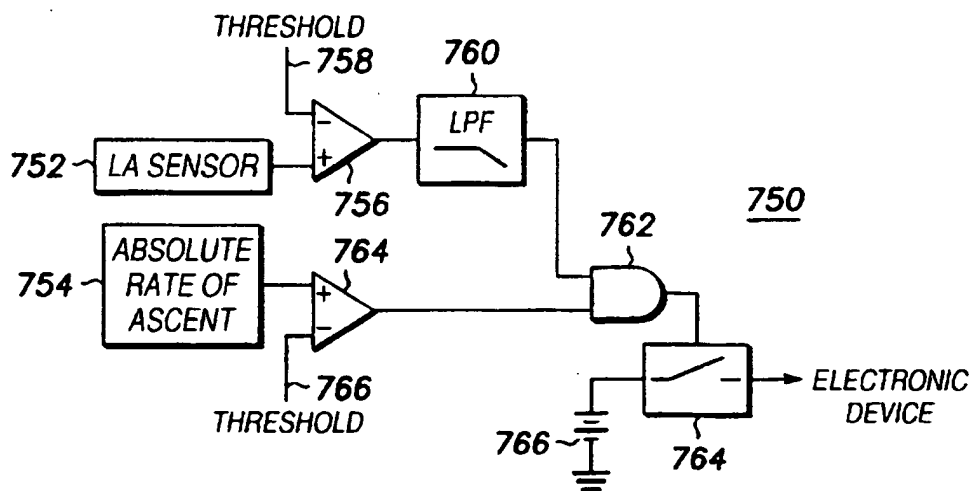 THRESHOLD
758
760
LPF
752
LA SENSOR
-
+
756
750
762
764
754
ABSOLUTE
RATE OF
ASCENT
+
-
766
THRESHOLD
ELECTRONIC
DEVICE
766
764